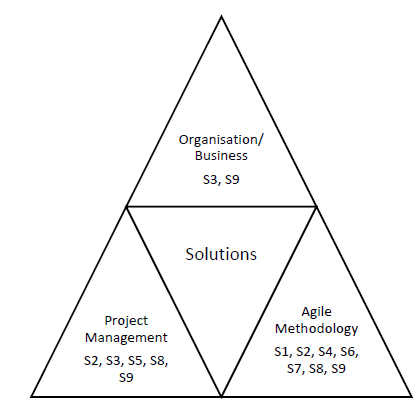 Organisation/
Business
S3, S9
Solutions
Project
Management
S2, S3, S5, S8,
S9
Agile
Methodology
S1, S2, S4, S6,
S7, S8, S9